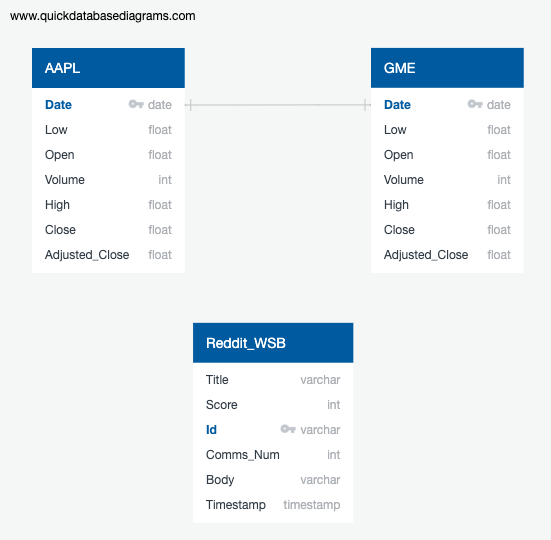 www.quickdatabasediagrams.com
AAPL
Date date
Low float
Open float
Volume int
High float
Close float
Adjusted_Close float
GME
Date date
Low float
Open float
Volume int
High float
Close float
Adjusted_Close float
Reddit_WSB
Title varchar
Score int
Id varchar
Comms_Num int
Body varchar
Timestamp timestamp